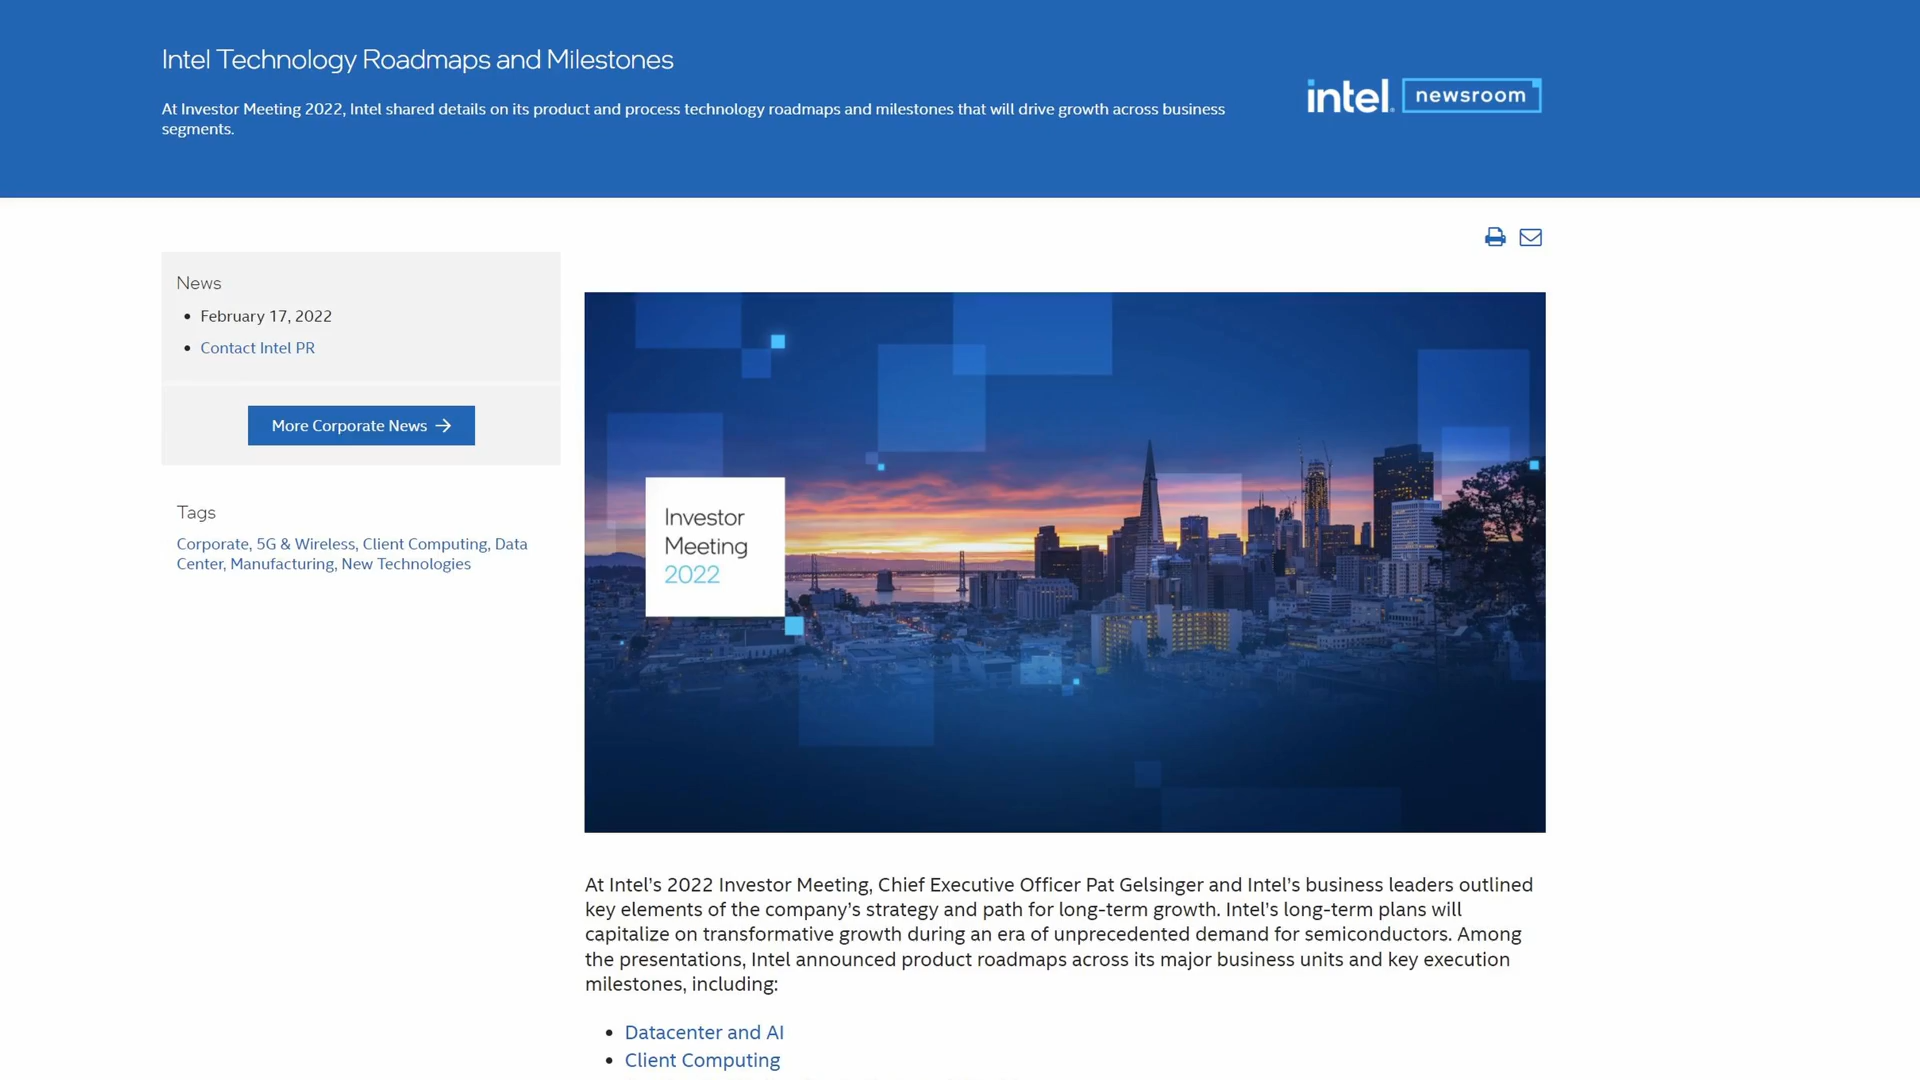 Intel Technology Roadmaps and Milestones
At Investor Meeting 2022, Intel shared details on its product and process technology roadmaps and milestones that will drive growth across business
segments.
intel. newsroom
News
• February 17, 2022
• Contact Intel PR
More Corporate News →
Tags
Corporate, 5G & Wireless, Client Computing, Data
Center, Manufacturing, New Technologies
Investor
Meeting
2022
At Intel’s 2022 Investor Meeting, Chief Executive Officer Pat Gelsinger and Intel’s business leaders outlined
key elements of the company’s strategy and path for long-term growth. Intel’s long-term plans will
capitalize on transformative growth during an era of unprecedented demand for semiconductors. Among
the presentations, Intel announced product roadmaps across its major business units and key execution
milestones, including:
• Datacenter and AI
• Client Computing